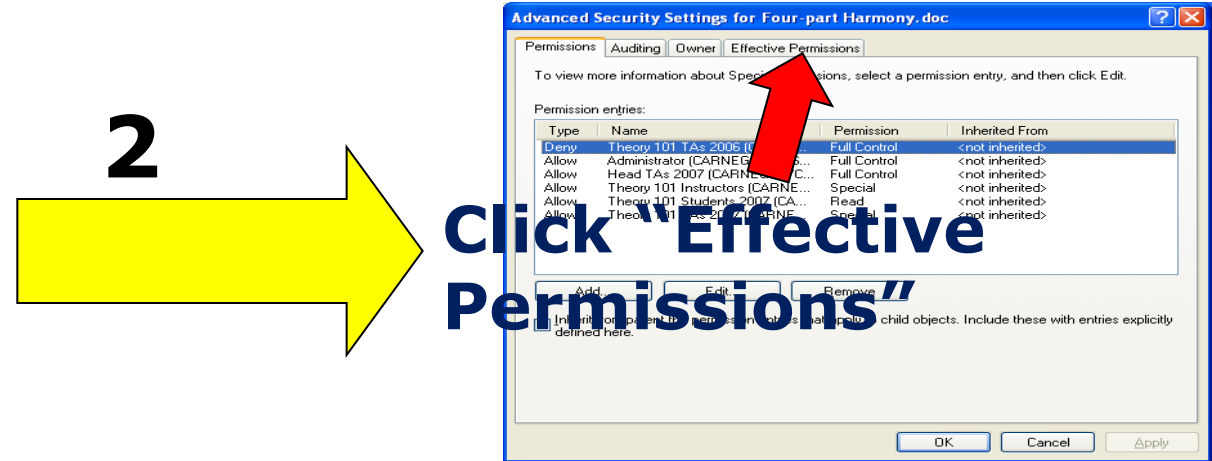 Advanced Security Settings for Four-part Harmony.doc
2
Permissions Auditing Owner Effective Permissions
To view more information about Special sions, select a permission entry, and then click Edit.
Permission entries:
Type Name Permission Inherited From
Deny Theory 101 TAs 2006 Full Control <not inherited>
Allow Administrator (CARNEG Full Control <not inherited>
Allow Head TAs 2007 (CARNEG Full Control <not inherited>
Allow Theory 101 Instructors (CARNE... Special <not inherited>
Allow Theory 101 Students 2007 (CA... Read <not inherited>
Allow Special <not inherited>
Click “Effective
Permissions”
Add... Edit... Remove
child objects. Include these with entries explicitly
defined here.
OK Cancel Apply